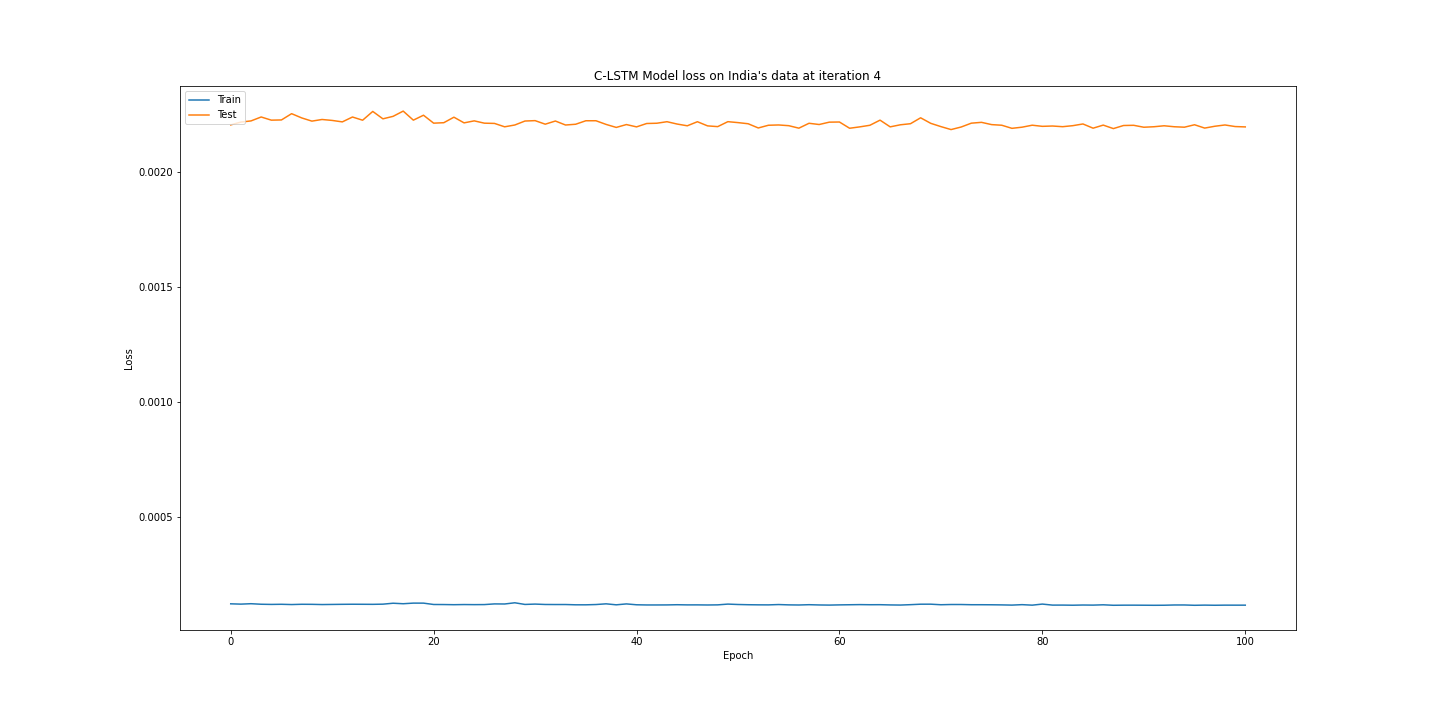 C-LSTM Model loss on India's data at iteration 4
Train
Test
0.0020
0.0015
0.0010
0.0005
Loss
0 20 40 60 80 100
Epoch